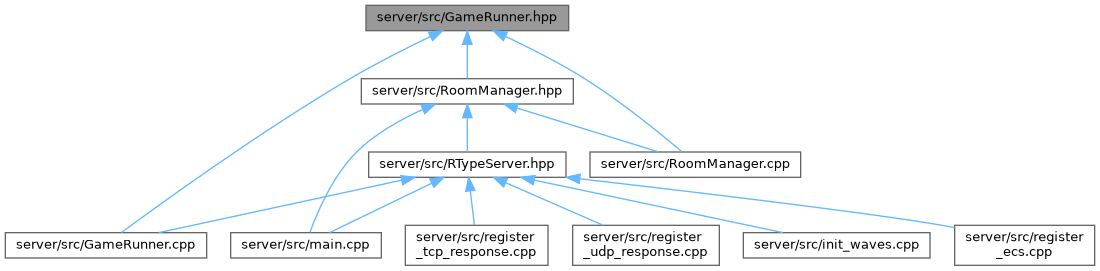 server/src/GameRunner.hpp
server/src/RoomManager.hpp
server/src/RTypeServer.hpp
server/src/RoomManager.cpp
server/src/GameRunner.cpp
server/src/main.cpp
server/src/register
_tcp_response.cpp
server/src/register
_udp_response.cpp
server/src/init_waves.cpp
server/src/register
_ecs.cpp